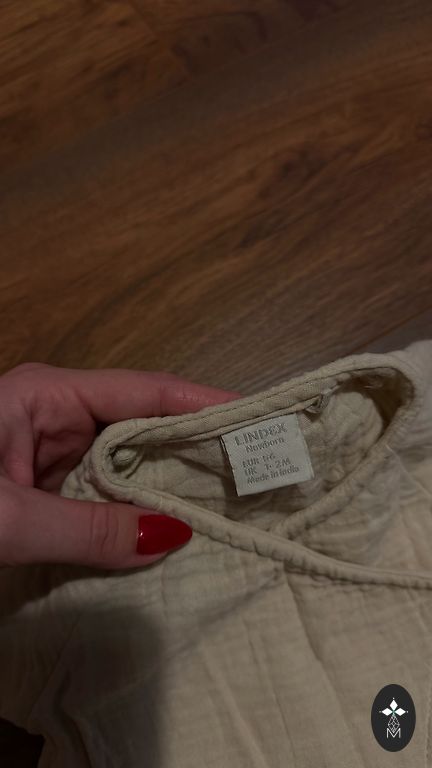 LINDEX
Newborn
EUR 56
UK 1-2M
Made in India
M